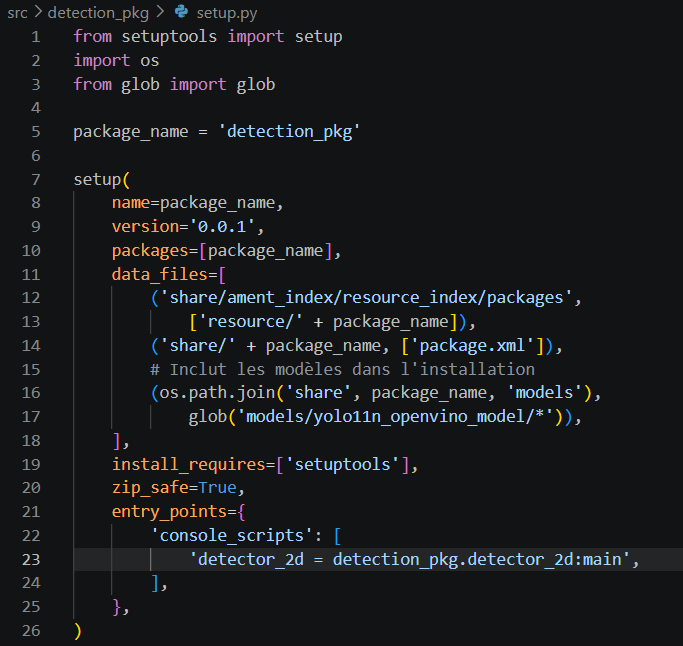 src > detection_pkg > setup.py
1 from setuptools import setup
2 import os
3 from glob import glob
4
5 package_name = 'detection_pkg'
6
7 setup(
8     name=package_name,
9     version='0.0.1',
10     packages=[package_name],
11     data_files=[
12         ('share/ament_index/resource_index/packages',
13             ['resource/' + package_name]),
14         ('share/' + package_name, ['package.xml']),
15         # Inclut les modèles dans l'installation
16         (os.path.join('share', package_name, 'models'),
17             glob('models/yolo11n_openvino_model/*')),
18     ],
19     install_requires=['setuptools'],
20     zip_safe=True,
21     entry_points={
22         'console_scripts': [
23             'detector_2d = detection_pkg.detector_2d:main',
24         ],
25     },
26 )